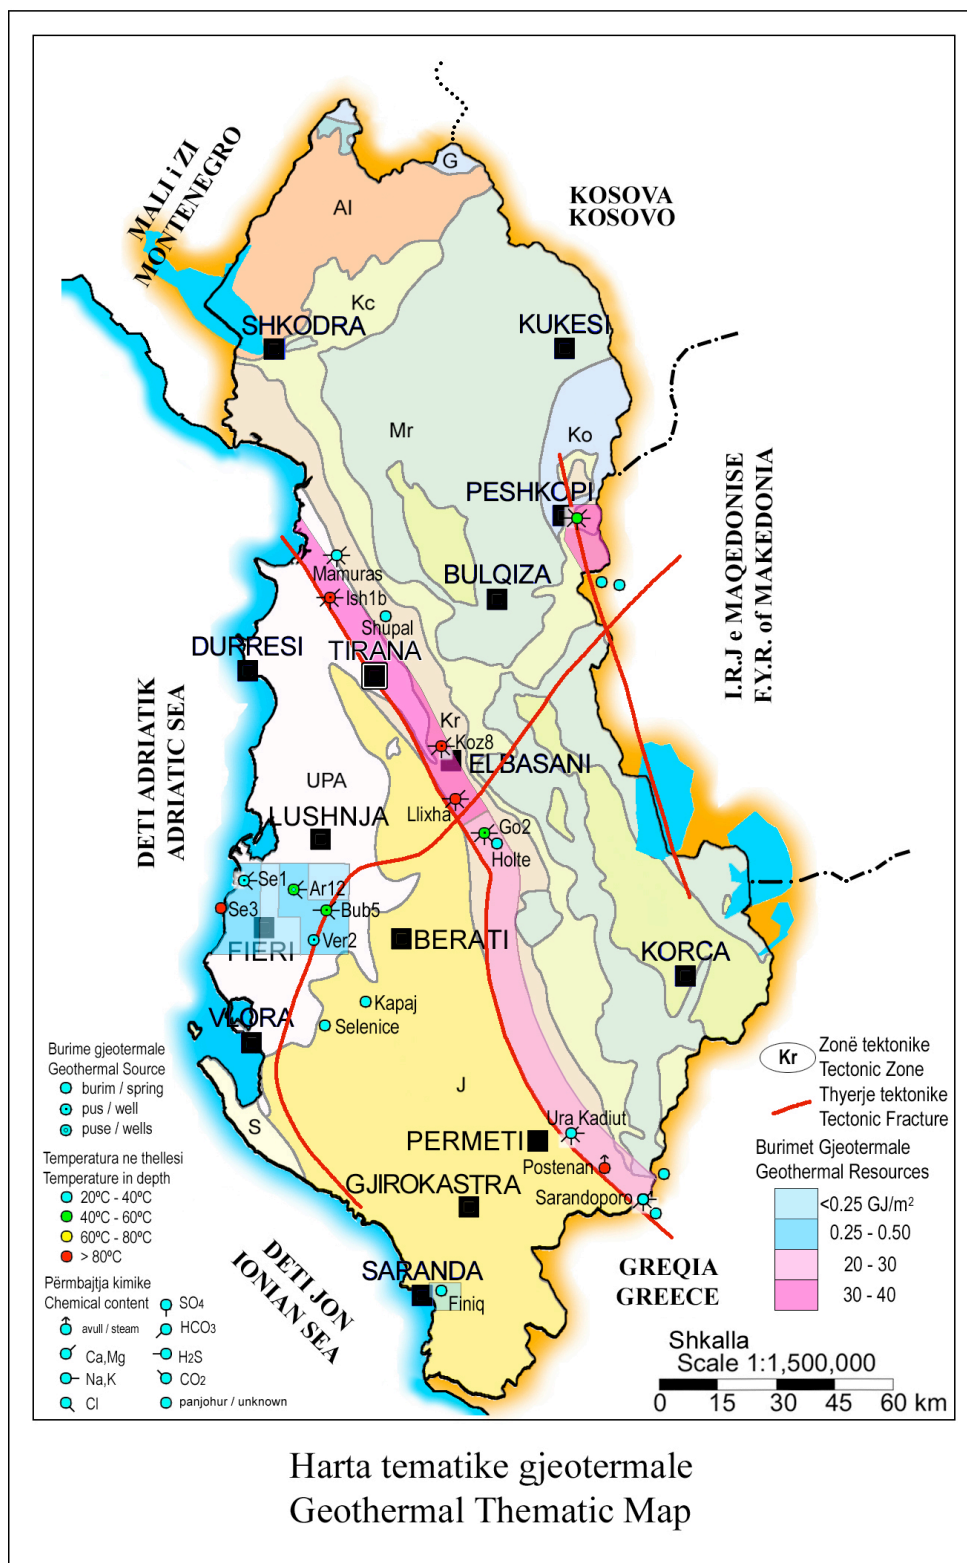 MALI i ZI
MONTENEGRO
KOSOVA
KOSOVO
G
Al
Kc
SHKODRA
KUKESI
Mr
Ko
PESHKOPI
I.R.J e MAQEDONISE
F.Y.R. of MAKEDONIA
Mamuras
Ish1b
BULQIZA
Shupal
DURRESI
TIRANA
DETI ADRIATIK
ADRIATIC SEA
Kr
Koz8
ELBASANI
UPA
Llixha
LUSHNJA
Go2
Holte
Se1
Ar12
Se3
Bub5
FIERI
Ver2
BERATI
KORCA
Kapaj
VLORA
Selenice
J
S
Ura Kadiut
PERMETI
Postenan
GJIROKASTRA
Sarandoporo
DETI JON
IONIAN SEA
SARANDA
Finiq
GREQIA
GREECE
Burime gjeotermale
Geothermal Source
burim / spring
pus / well
puse / wells
Temperatura ne thellesi
Temperature in depth
20ºC - 40ºC
40ºC - 60ºC
60ºC - 80ºC
> 80ºC
Përmbajtja kimike
Chemical content
SO4
avull / steam
HCO3
Ca,Mg
H2S
Na,K
CO2
Cl
panjohur / unknown
Kr
Zonë tektonike
Tectonic Zone
Thyerje tektonike
Tectonic Fracture
Burimet Gjeotermale
Geothermal Resources
<0.25 GJ/m²
0.25 - 0.50
20 - 30
30 - 40
Shkalla
Scale 1:1,500,000
0 15 30 45 60 km
Harta tematike gjeotermale
Geothermal Thematic Map